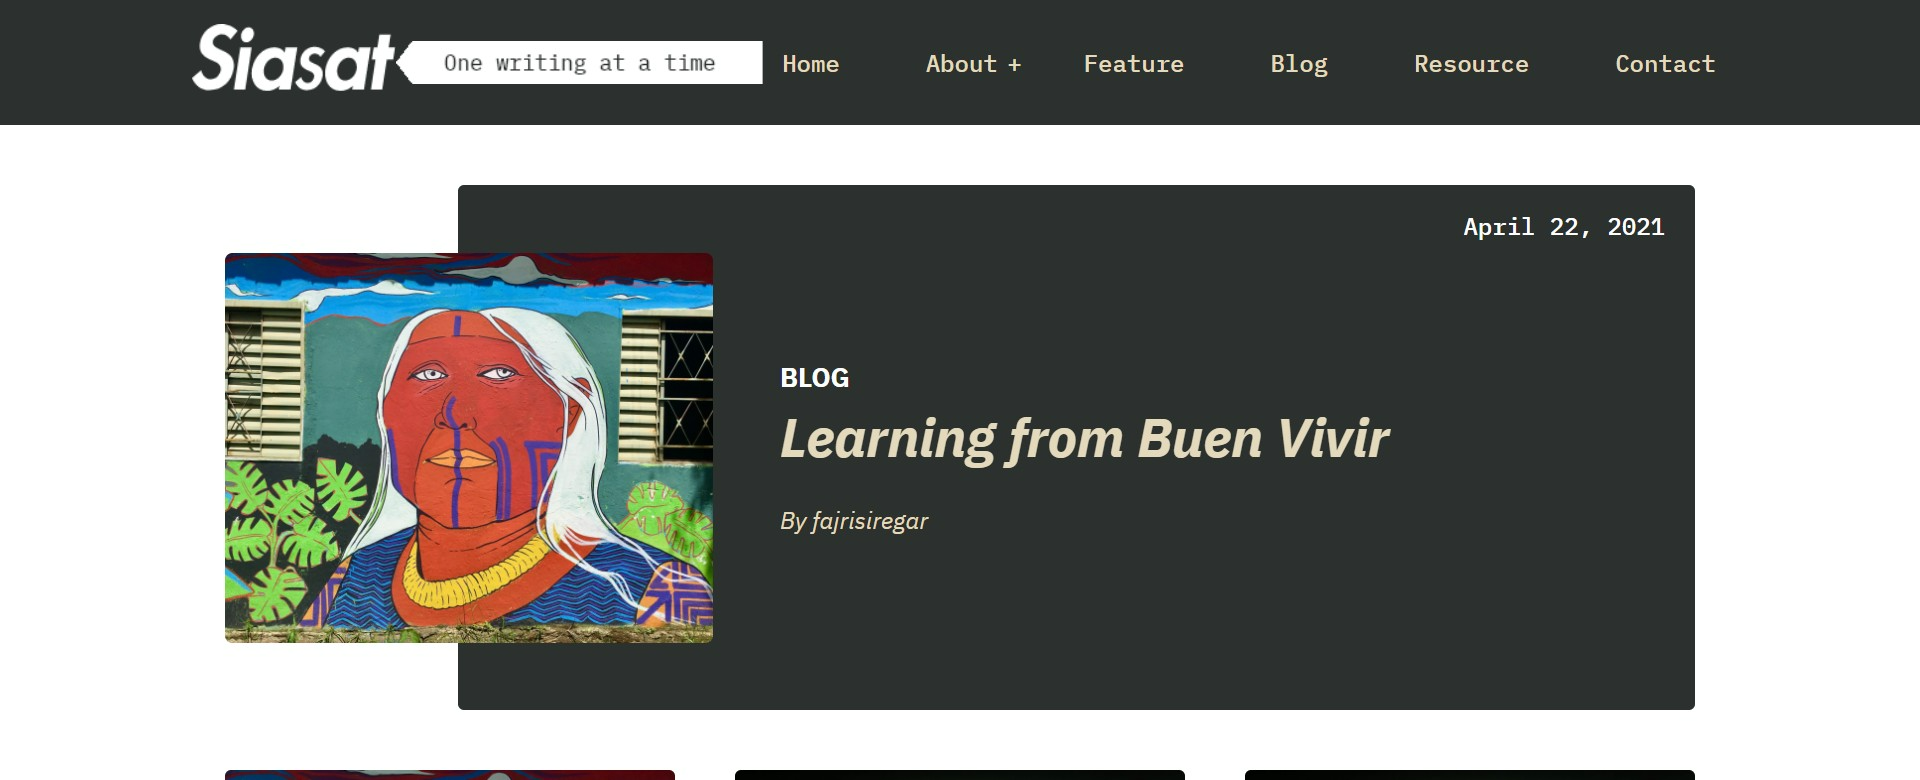 Siasat
One writing at a time
Home
About +
Feature
Blog
Resource
Contact
April 22, 2021
BLOG
Learning from Buen Vivir
By fajrisiregar